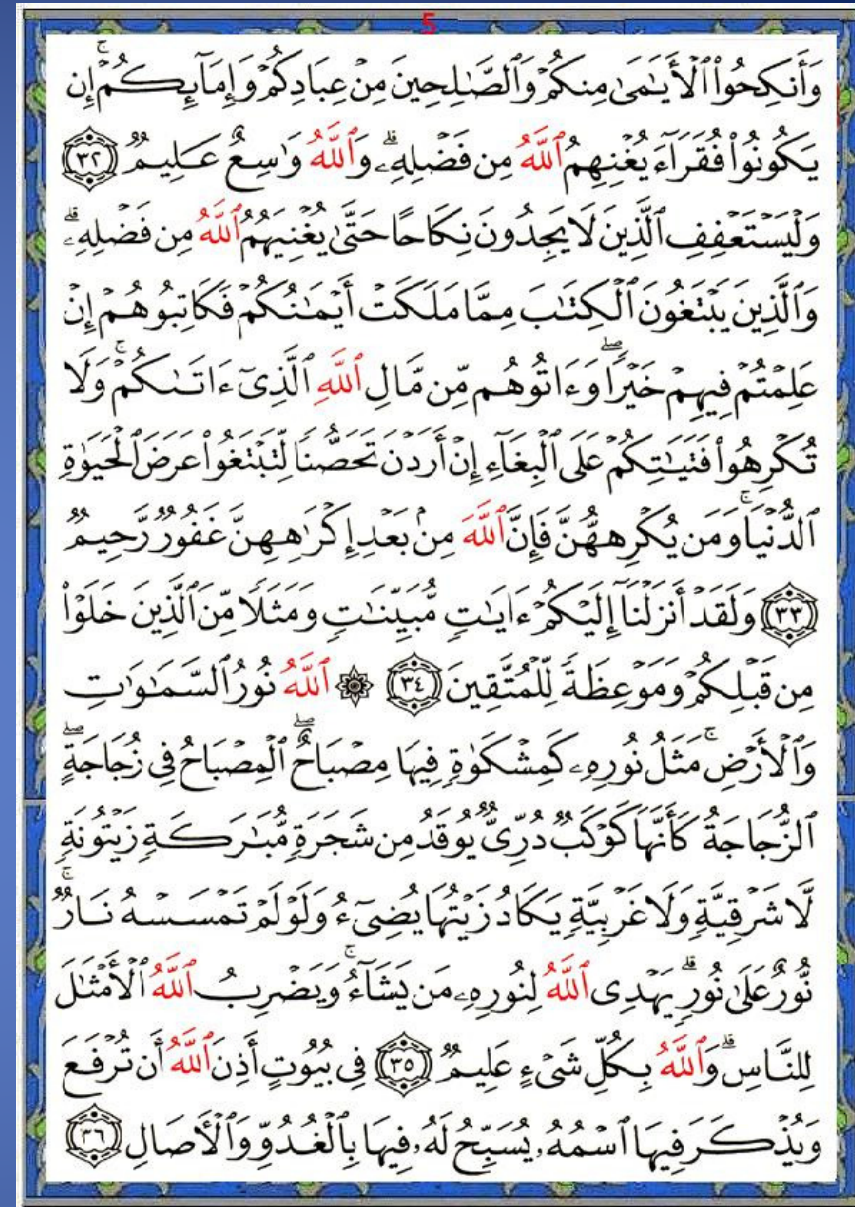 5
وَأَنكِحُوا۟ ٱلْأَيَـٰمَىٰ مِنكُمْ وَٱلصَّـٰلِحِينَ مِنْ عِبَادِكُمْ وَإِمَآئِكُمْ ۚ إِن
يَكُونُوا۟ فُقَرَآءَ يُغْنِهِمُ ٱللَّهُ مِن فَضْلِهِۦ ۗ وَٱللَّهُ وَٰسِعٌ عَلِيمٌ ﴿٣٢﴾
وَلْيَسْتَعْفِفِ ٱلَّذِينَ لَا يَجِدُونَ نِكَاحًا حَتَّىٰ يُغْنِيَهُمُ ٱللَّهُ مِن فَضْلِهِۦ ۗ
وَٱلَّذِينَ يَبْتَغُونَ ٱلْكِتَـٰبَ مِمَّا مَلَكَتْ أَيْمَـٰنُكُمْ فَكَاتِبُوهُمْ إِنْ
عَلِمْتُمْ فِيهِمْ خَيْرًا ۖ وَءَاتُوهُم مِّن مَّالِ ٱللَّهِ ٱلَّذِىٓ ءَاتَىٰكُمْ ۚ وَلَا
تُكْرِهُوا۟ فَتَيَـٰتِكُمْ عَلَى ٱلْبِغَآءِ إِنْ أَرَدْنَ تَحَصُّنًا لِّتَبْتَغُوا۟ عَرَضَ ٱلْحَيَوٰةِ
ٱلدُّنْيَا ۚ وَمَن يُكْرِههُّنَّ فَإِنَّ ٱللَّهَ مِنۢ بَعْدِ إِكْرَٰهِهِنَّ غَفُورٌ رَّحِيمٌ
﴿٣٣﴾ وَلَقَدْ أَنزَلْنَآ إِلَيْكُمْ ءَايَـٰتٍ مُّبَيِّنَـٰتٍ وَمَثَلًا مِّنَ ٱلَّذِينَ خَلَوْا۟
مِن قَبْلِكُمْ وَمَوْعِظَةً لِّلْمُتَّقِينَ ﴿٣٤﴾ ۞ ٱللَّهُ نُورُ ٱلسَّمَـٰوَٰتِ
وَٱلْأَرْضِ ۚ مَثَلُ نُورِهِۦ كَمِشْكَوٰةٍ فِيهَا مِصْبَاحٌ ۖ ٱلْمِصْبَاحُ فِى زُجَاجَةٍ ۖ
ٱلزُّجَاجَةُ كَأَنَّهَا كَوْكَبٌ دُرِّىٌّ يُوقَدُ مِن شَجَرَةٍ مُّبَـٰرَكَةٍ زَيْتُونَةٍ
لَّا شَرْقِيَّةٍ وَلَا غَرْبِيَّةٍ يَكَادُ زَيْتُهَا يُضِىٓءُ وَلَوْ لَمْ تَمْسَسْهُ نَارٌ ۚ
نُّورٌ عَلَىٰ نُورٍ ۗ يَهْدِى ٱللَّهُ لِنُورِهِۦ مَن يَشَآءُ ۚ وَيَضْرِبُ ٱللَّهُ ٱلْأَمْثَـٰلَ
لِلنَّاسِ ۗ وَٱللَّهُ بِكُلِّ شَىْءٍ عَلِيمٌ ﴿٣٥﴾ فِى بُيُوتٍ أَذِنَ ٱللَّهُ أَن تُرْفَعَ
وَيُذْكَرَ فِيهَا ٱسْمُهُۥ يُسَبِّحُ لَهُۥ فِيهَا بِٱلْغُدُوِّ وَٱلْـَٔاصَالِ ﴿٣٦﴾